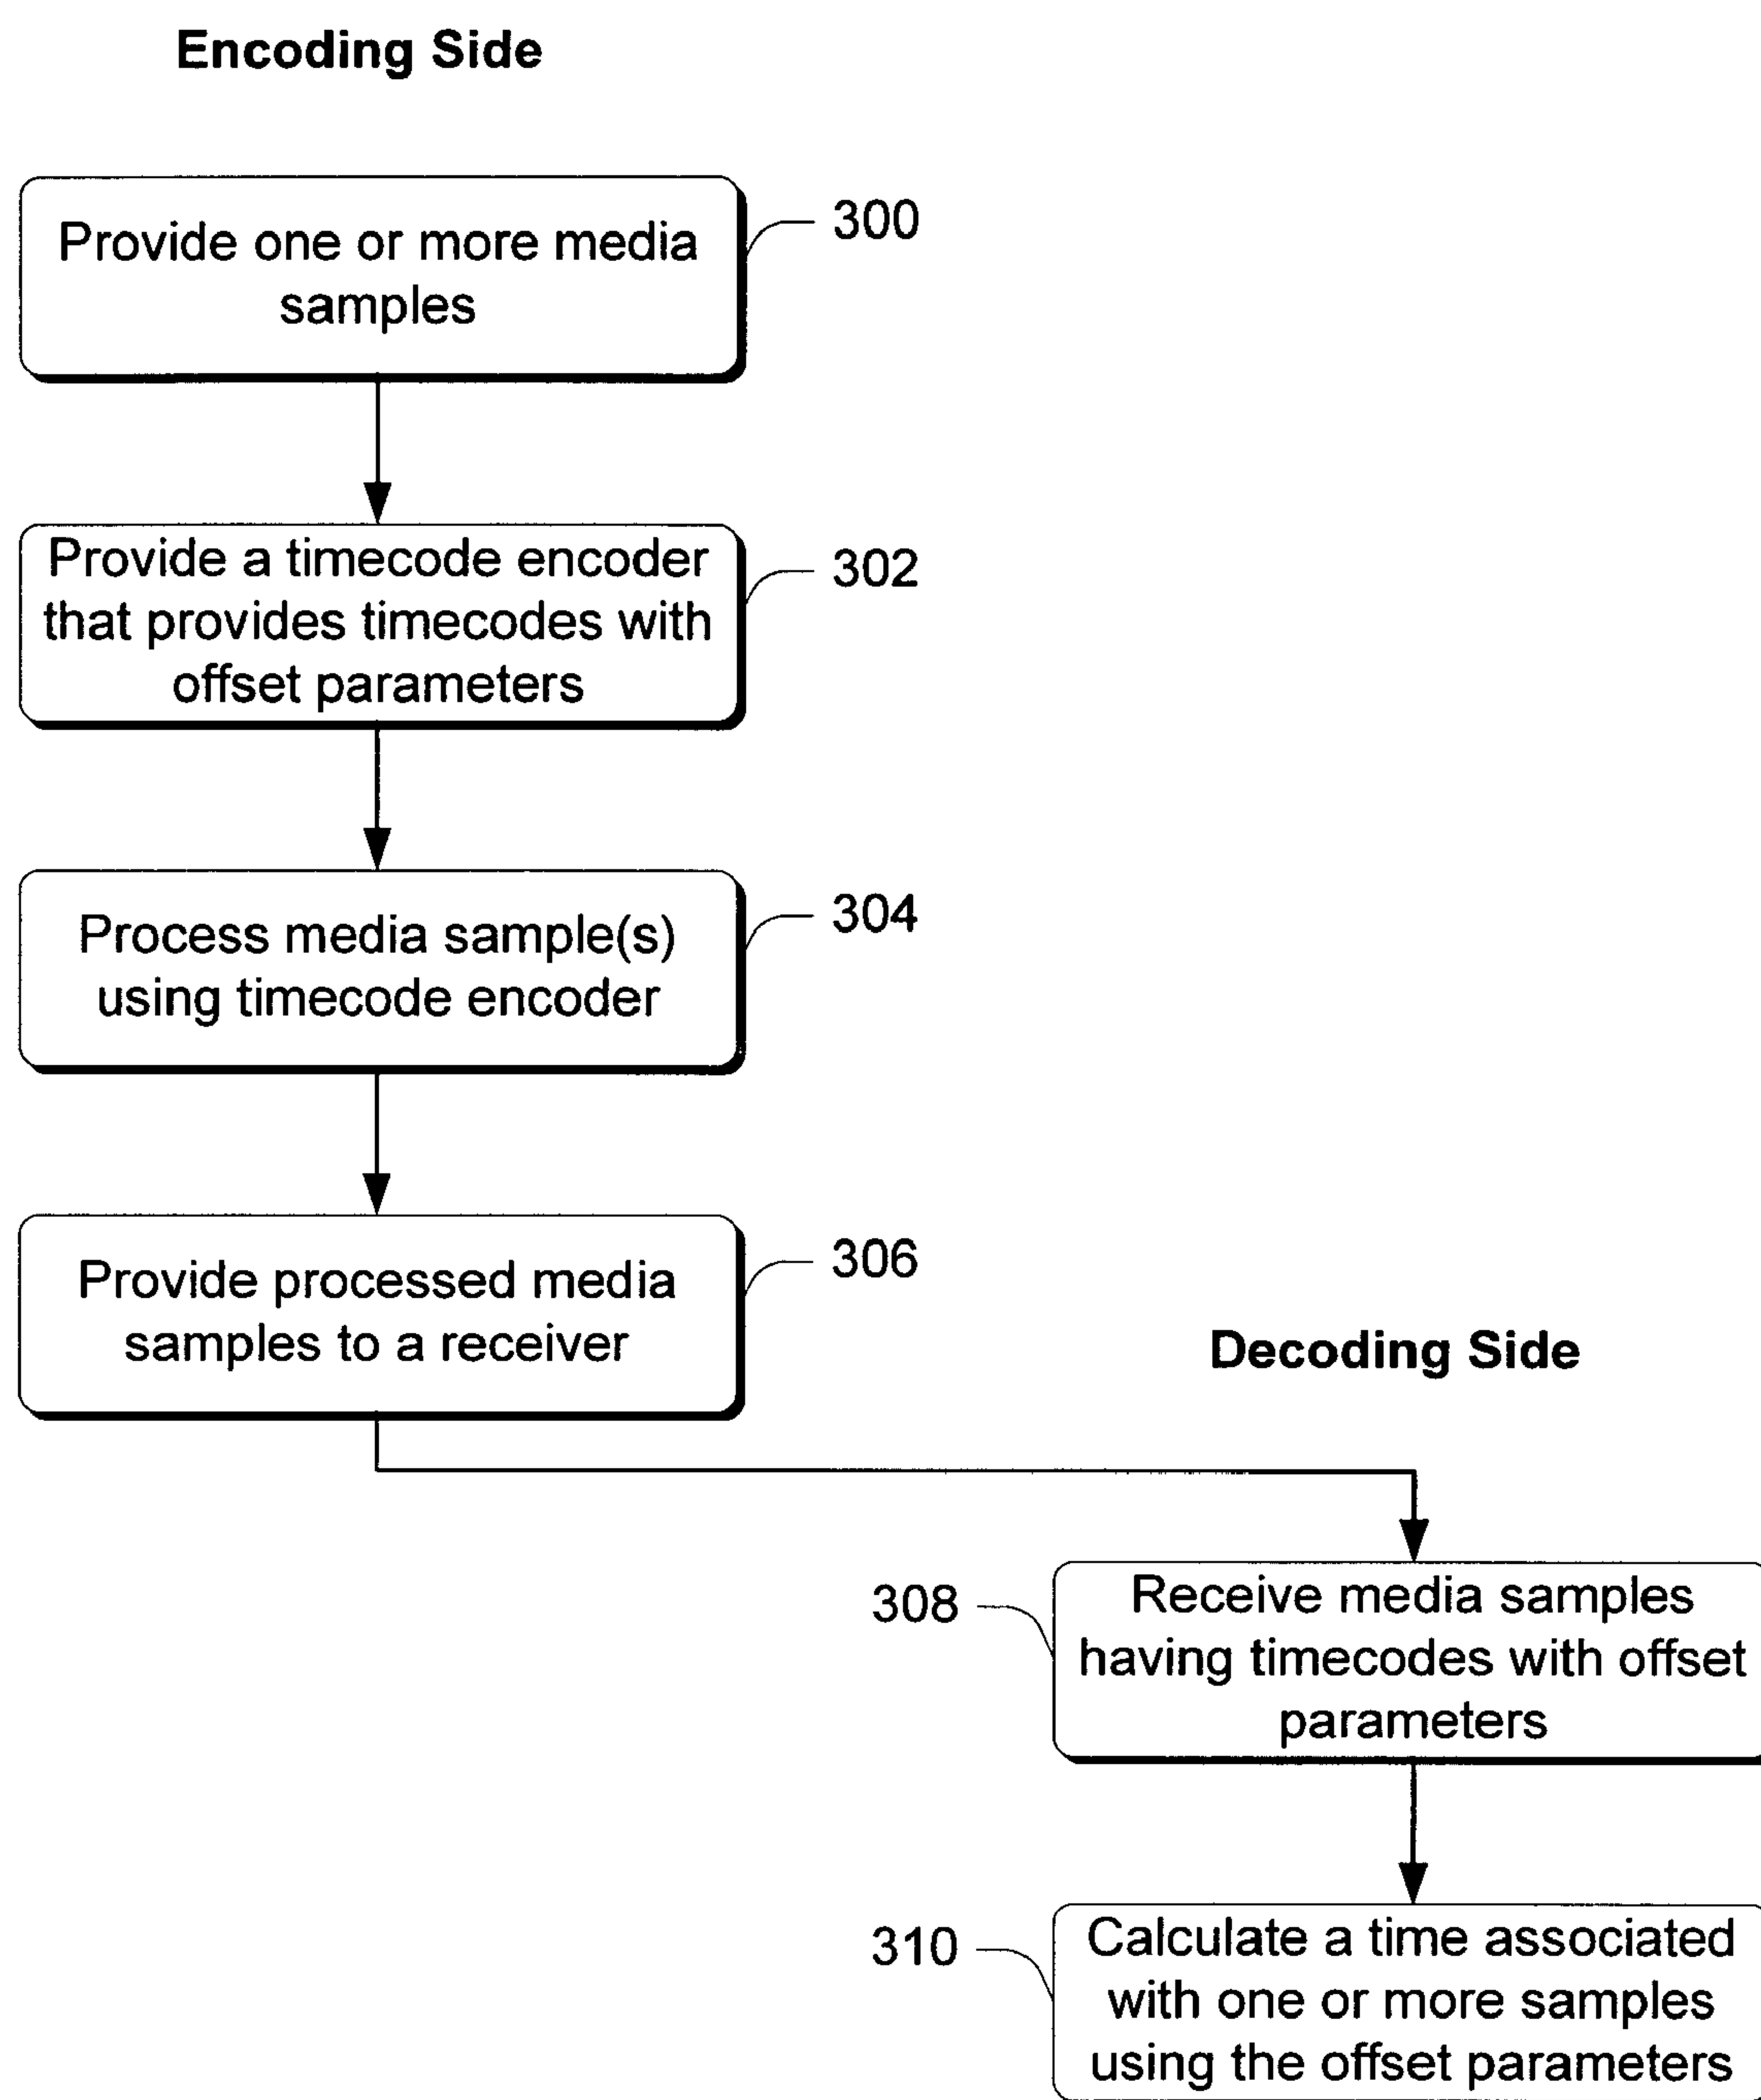 Encoding Side
Provide one or more media
samples
300
Provide a timecode encoder
that provides timecodes with
offset parameters
302
Process media sample(s)
using timecode encoder
304
Provide processed media
samples to a receiver
306
Decoding Side
308
Receive media samples
having timecodes with offset
parameters
310
Calculate a time associated
with one or more samples
using the offset parameters